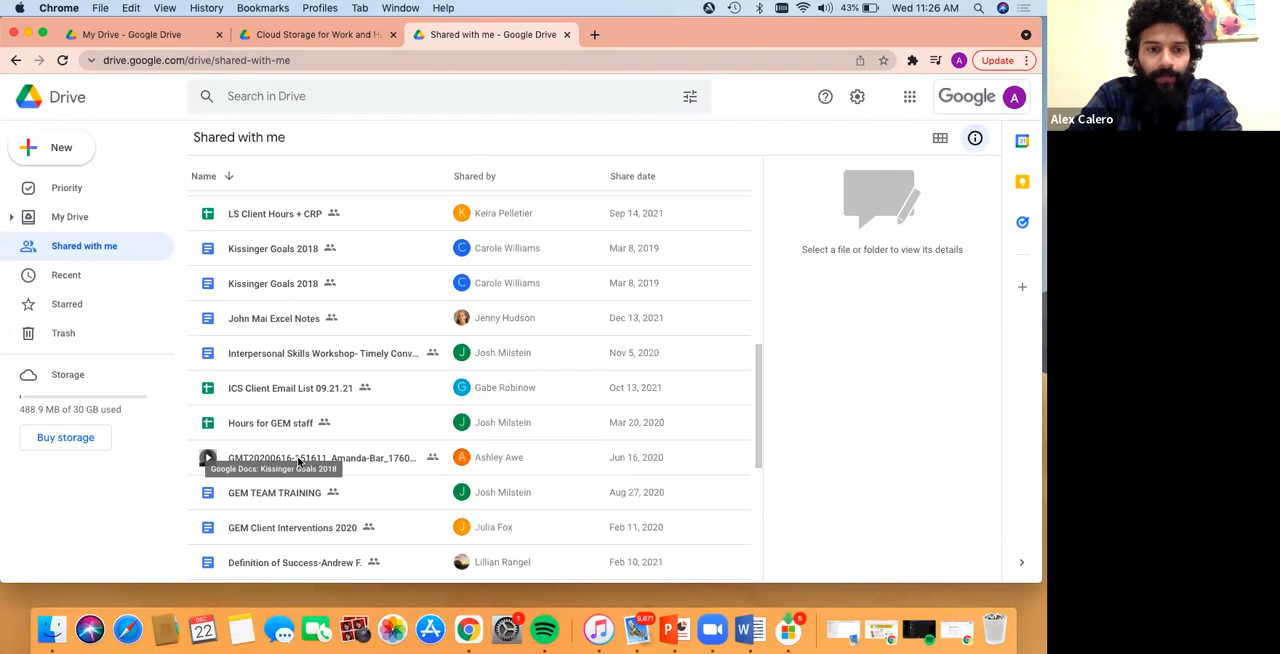 Chrome File Edit View History Bookmarks Profiles Tab Window Help 43% Wed 11:26 AM
My Drive - Google Drive Cloud Storage for Work and H Shared with me - Google Drive
drive.google.com/drive/shared-with-me A Update
Drive Search in Drive Google A
Alex Calero
Shared with me
New
Name Shared by Share date
Priority
My Drive
Shared with me
Recent
Starred
Trash
Storage
488.9 MB of 30 GB used
Buy storage
LS Client Hours + CRP K Keira Pelletier Sep 14, 2021
Kissinger Goals 2018 C Carole Williams Mar 8, 2019
Kissinger Goals 2018 C Carole Williams Mar 8, 2019
John Mai Excel Notes Jenny Hudson Dec 13, 2021
Interpersonal Skills Workshop- Timely Conv... J Josh Milstein Nov 5, 2020
ICS Client Email List 09.21.21 G Gabe Robinow Oct 13, 2021
Hours for GEM staff J Josh Milstein Mar 20, 2020
GMT20200616-151611_Amanda-Bar_1760... A Ashley Awe Jun 16, 2020
Google Docs: Kissinger Goals 2018
GEM TEAM TRAINING J Josh Milstein Aug 27, 2020
GEM Client Interventions 2020 J Julia Fox Feb 11, 2020
Definition of Success-Andrew F. Lillian Rangel Feb 10, 2021
Select a file or folder to view its details
31
DEC 22 1 9,871 P W 6